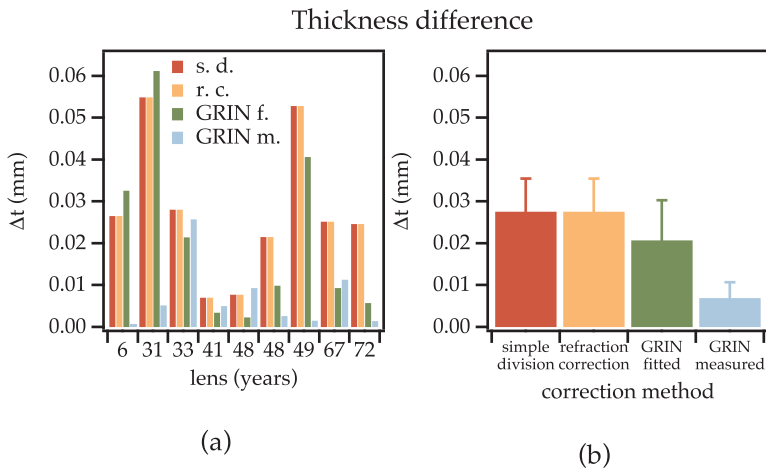 Thickness difference
0.06
0.05
0.04
0.03
0.02
0.01
0.00
Δt (mm)
s. d.
r. c.
GRIN f.
GRIN m.
6 31 33 41 48 48 49 67 72
lens (years)
(a)
0.06
0.05
0.04
0.03
0.02
0.01
0.00
Δt (mm)
simple division
refraction correction
GRIN fitted
GRIN measured
correction method
(b)